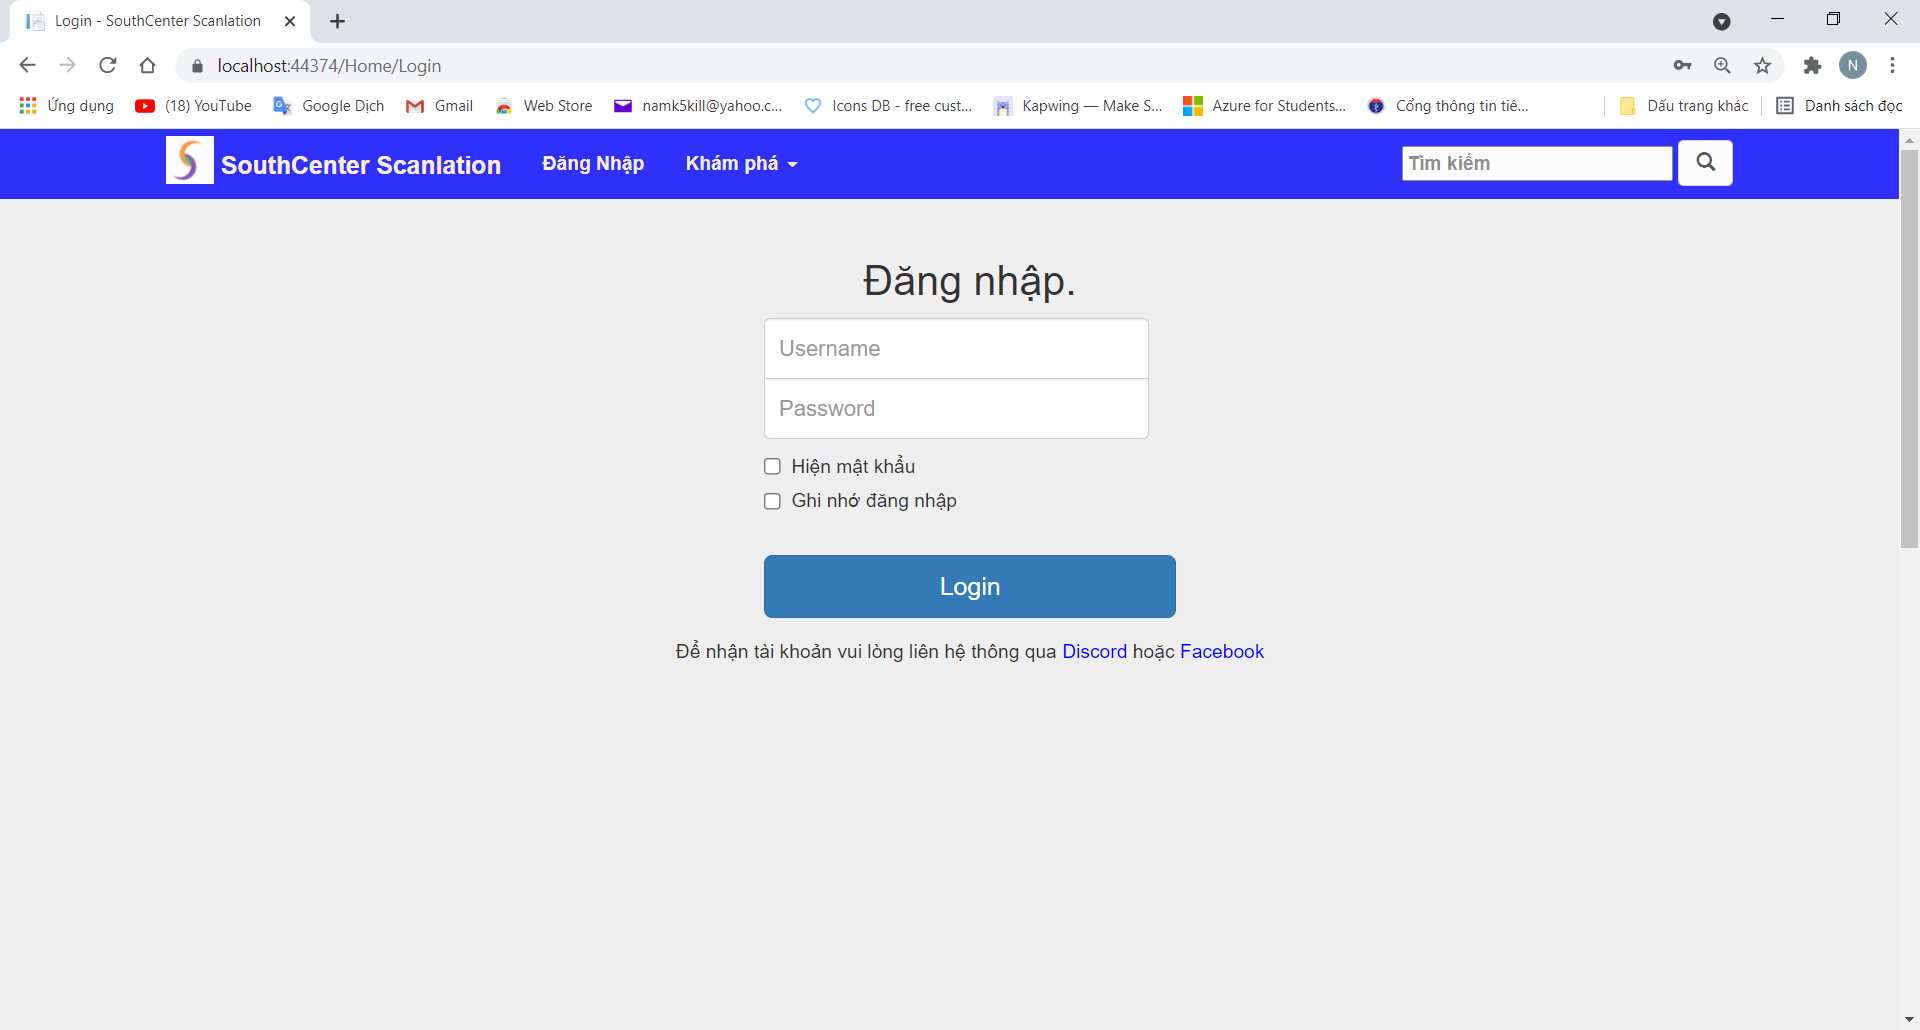 Login - SouthCenter Scanlation
localhost:44374/Home/Login
N
Ứng dụng (18) YouTube Google Dịch Gmail Web Store namk5kill@yahoo.c... Icons DB - free cust... Kapwing — Make S... Azure for Students... Cổng thông tin tiê... Dấu trang khác Danh sách đọc
SouthCenter Scanlation Đăng Nhập Khám phá Tìm kiếm
Đăng nhập.
Username
Password
Hiện mật khẩu
Ghi nhớ đăng nhập
Login
Để nhận tài khoản vui lòng liên hệ thông qua Discord hoặc Facebook